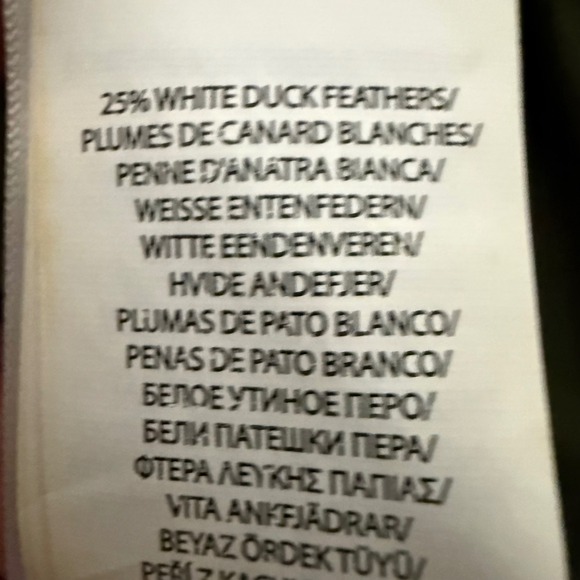 25% WHITE DUCK FEATHERS/
PLUMES DE CANARD BLANCHES/
PENNE D'ANATRA BIANCA/
WEISSE ENTENFEDERN/
WITTE EENDENVEREN/
HVIDE ANDEFJER/
PLUMAS DE PATO BLANCO/
PENAS DE PATO BRANCO/
БЕЛОЕ УТИНОЕ ПЕРО/
БЕЛИ ПАТЕШКИ ПЕРА/
ΦΤΕΡΑ ΛΕΥΚΗΣ ΠΑΠΙΑΣ/
VITA ANKFJÄDRAR/
BEYAZ ÖRDEK TÜYÜ/